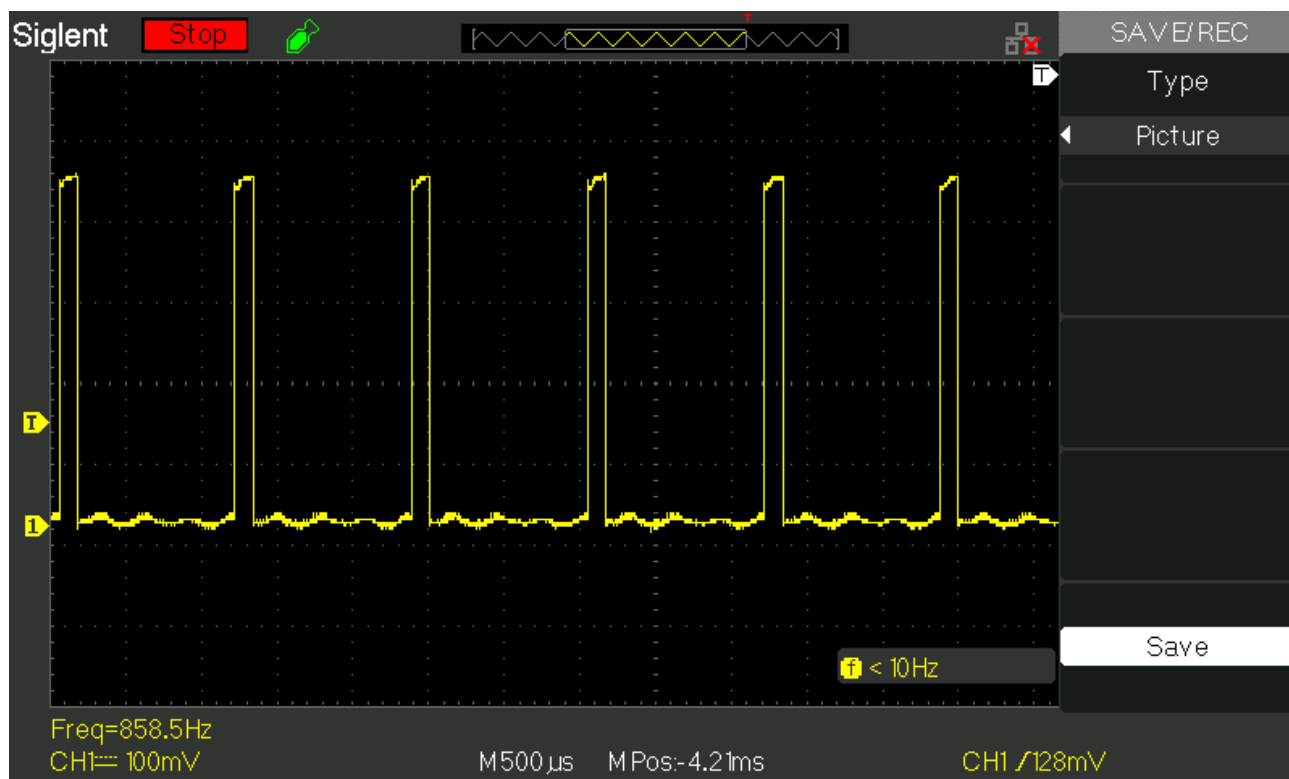 Siglent Stop T SAVE/REC
T Type
Picture
T
1
Save
f < 10Hz
Freq=858.5Hz
CH1 100mV M 500µs M Pos:-4.21ms CH1 128mV